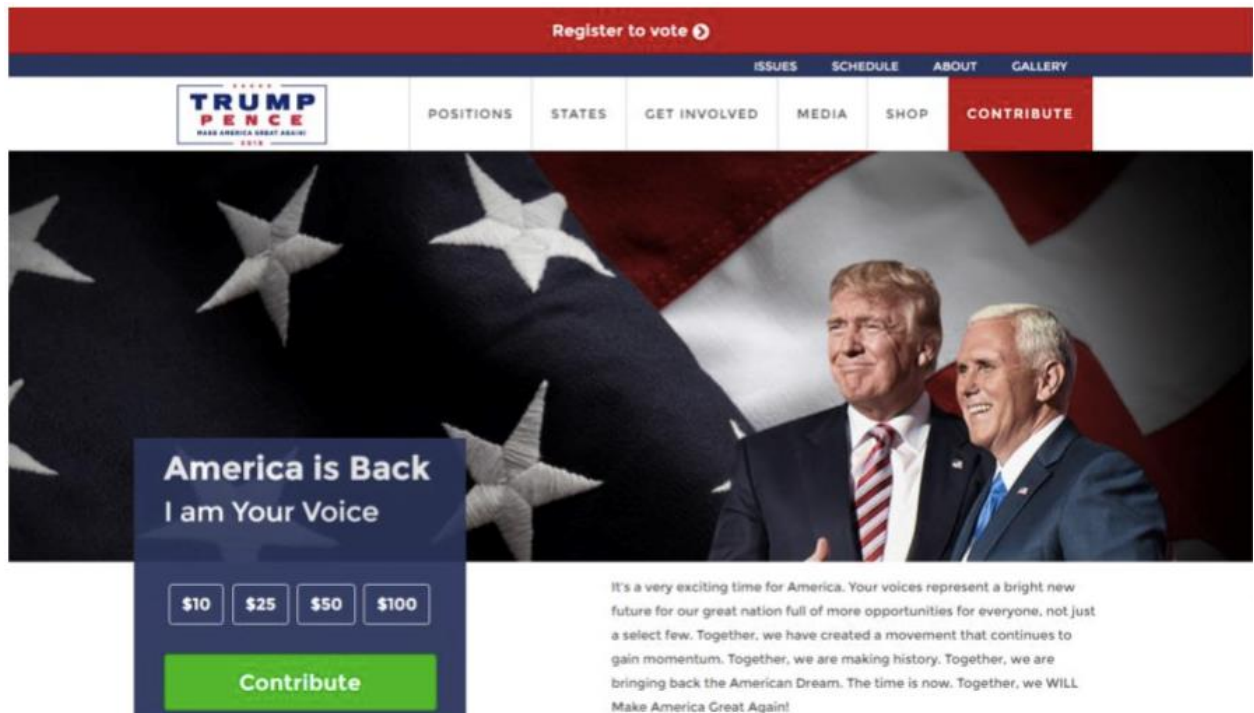 Register to vote
ISSUES SCHEDULE ABOUT GALLERY
TRUMP
PENCE
MAKE AMERICA GREAT AGAIN!
2016
POSITIONS STATES GET INVOLVED MEDIA SHOP CONTRIBUTE
America is Back
I am Your Voice
$10 $25 $50 $100
Contribute
It's a very exciting time for America. Your voices represent a bright new
future for our great nation full of more opportunities for everyone, not just
a select few. Together, we have created a movement that continues to
gain momentum. Together, we are making history. Together, we are
bringing back the American Dream. The time is now. Together, we WILL
Make America Great Again!